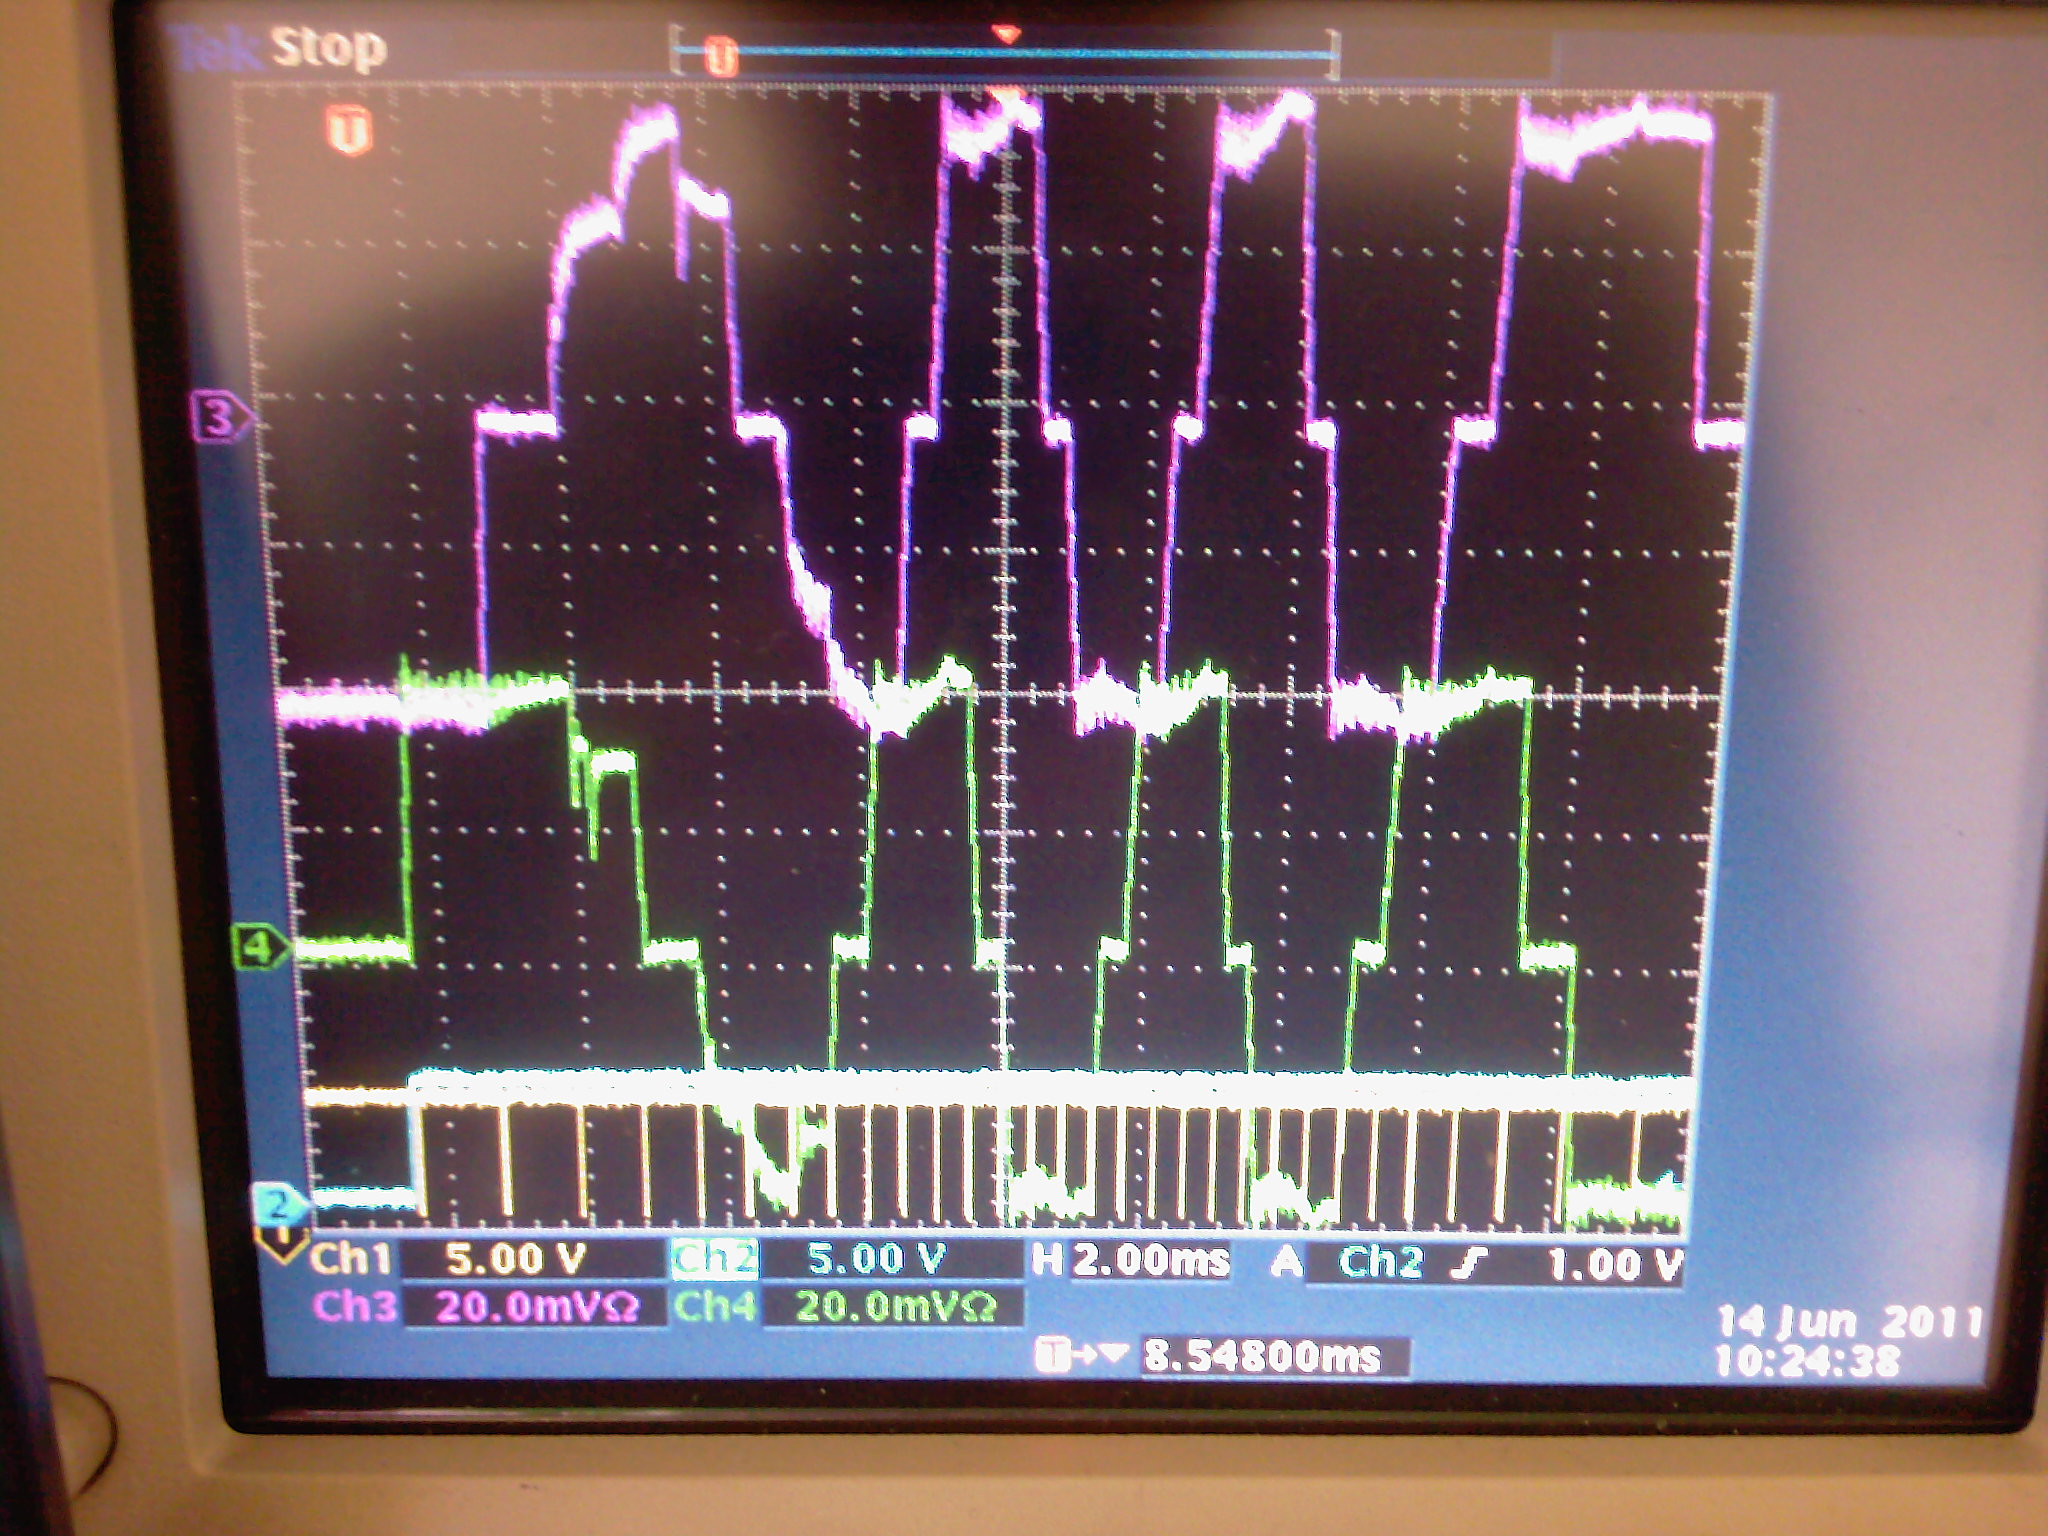 Tek Stop
T
T
3
4
2
1
Ch1 5.00 V Ch2 5.00 V H 2.00ms A Ch2 1.00 V
Ch3 20.0mVΩ Ch4 20.0mVΩ
T 8.54800ms
14 Jun 2011
10:24:38